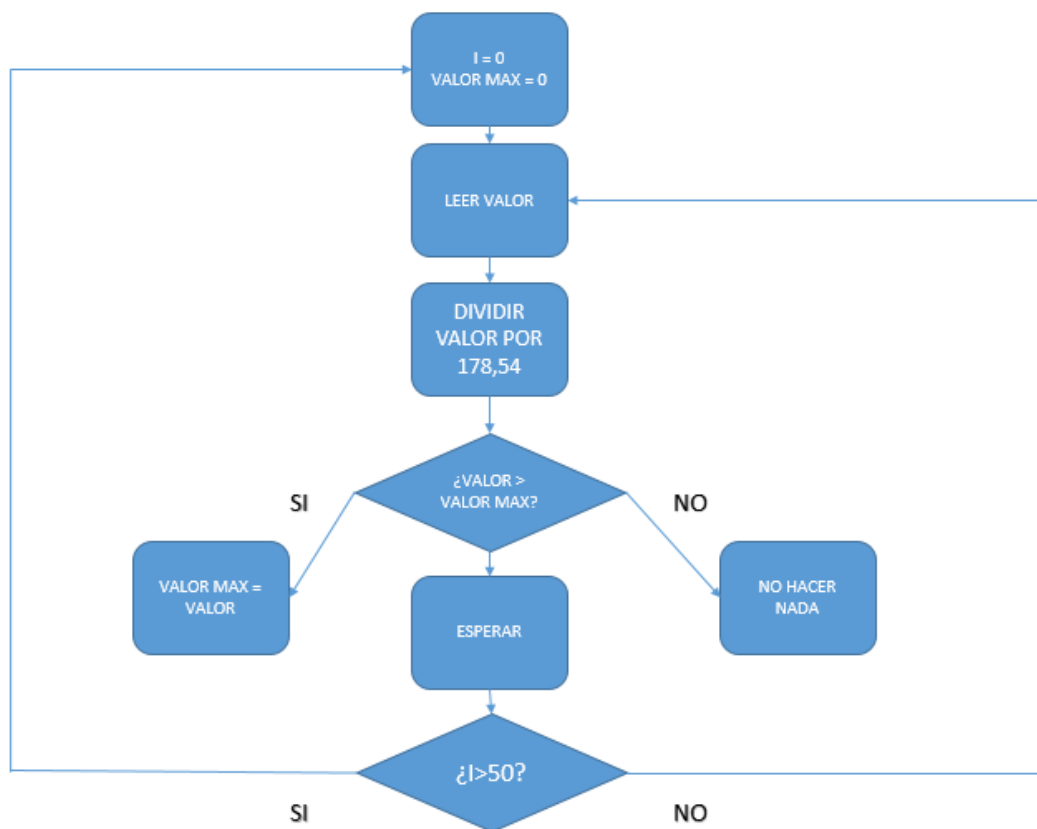 I = 0
VALOR MAX = 0
LEER VALOR
DIVIDIR
VALOR POR
178,54
¿VALOR >
VALOR MAX?
SI
NO
VALOR MAX =
VALOR
ESPERAR
NO HACER
NADA
¿I>50?
SI
NO